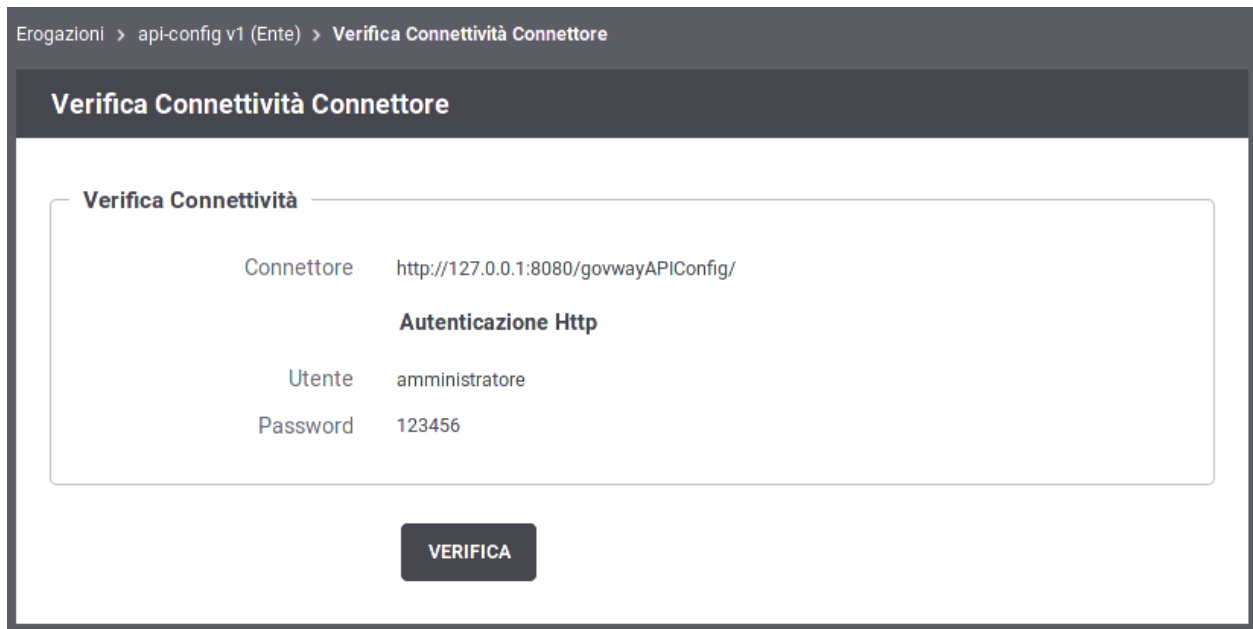 Erogazioni > api-config v1 (Ente) > Verifica Connettività Connettore
Verifica Connettività Connettore
Verifica Connettività
Connettore http://127.0.0.1:8080/govwayAPIConfig/
Autenticazione Http
Utente amministratore
Password 123456
VERIFICA